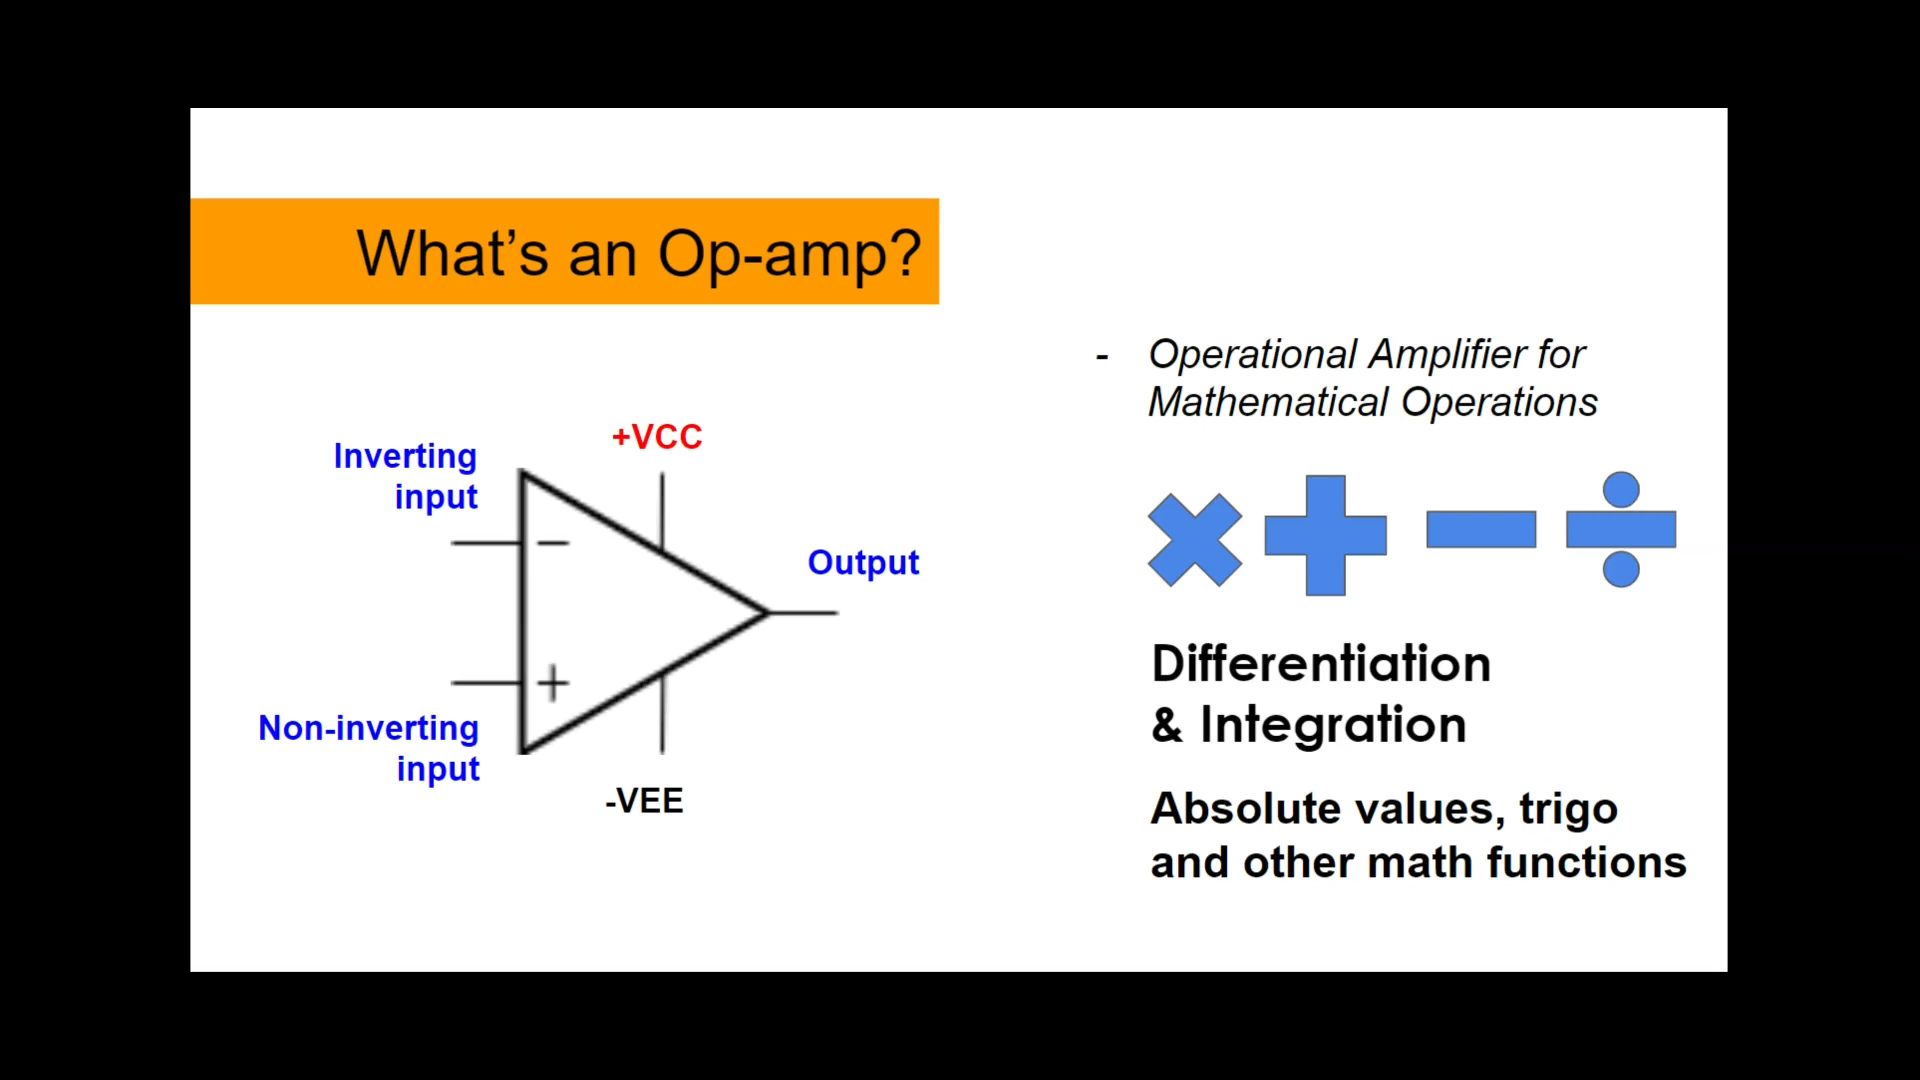 What's an Op-amp?
- Operational Amplifier for
Mathematical Operations
Inverting
input
+VCC
Output
Non-inverting
input
-VEE
Differentiation
& Integration
Absolute values, trigo
and other math functions